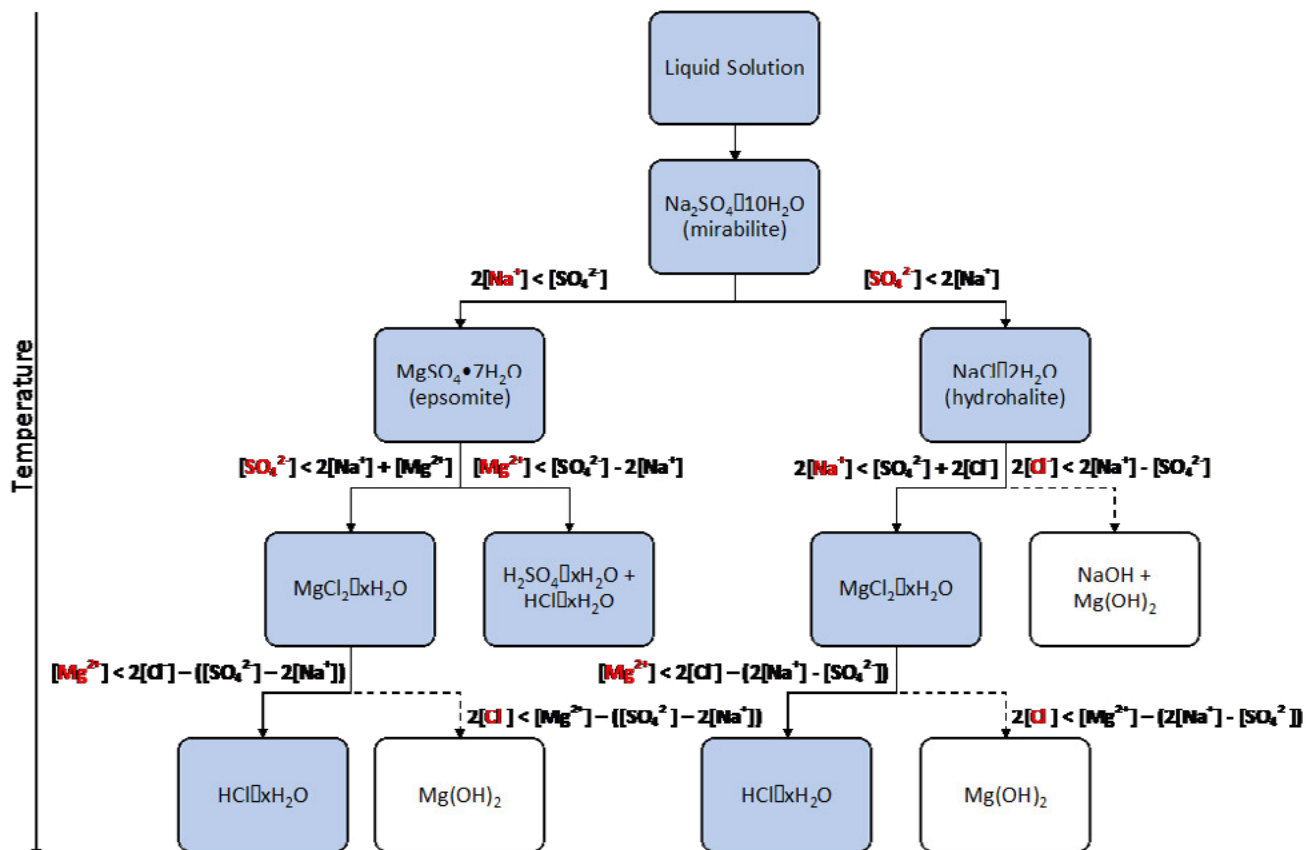 Temperature
Liquid Solution
Na₂SO₄▯10H₂O
(mirabilite)
2[Na⁺] < [SO₄²⁻]
[SO₄²⁻] < 2[Na⁺]
MgSO₄•7H₂O
(epsomite)
NaCl▯2H₂O
(hydrohalite)
[SO₄²⁻] < 2[Na⁺] + [Mg²⁺]
[Mg²⁺] < [SO₄²⁻] - 2[Na⁺]
2[Na⁺] < [SO₄²⁻] + 2[Cl⁻]
2[Cl⁻] < 2[Na⁺] - [SO₄²⁻]
MgCl₂▯xH₂O
H₂SO₄▯xH₂O +
HCl▯xH₂O
MgCl₂▯xH₂O
NaOH +
Mg(OH)₂
[Mg²⁺] < 2[Cl⁻] – ([SO₄²⁻] – 2[Na⁺])
[Mg²⁺] < 2[Cl⁻] – (2[Na⁺] - [SO₄²⁻])
2[Cl⁻] < [Mg²⁺] – ([SO₄²⁻] – 2[Na⁺])
2[Cl⁻] < [Mg²⁺] – (2[Na⁺] - [SO₄²⁻])
HCl▯xH₂O
Mg(OH)₂
HCl▯xH₂O
Mg(OH)₂